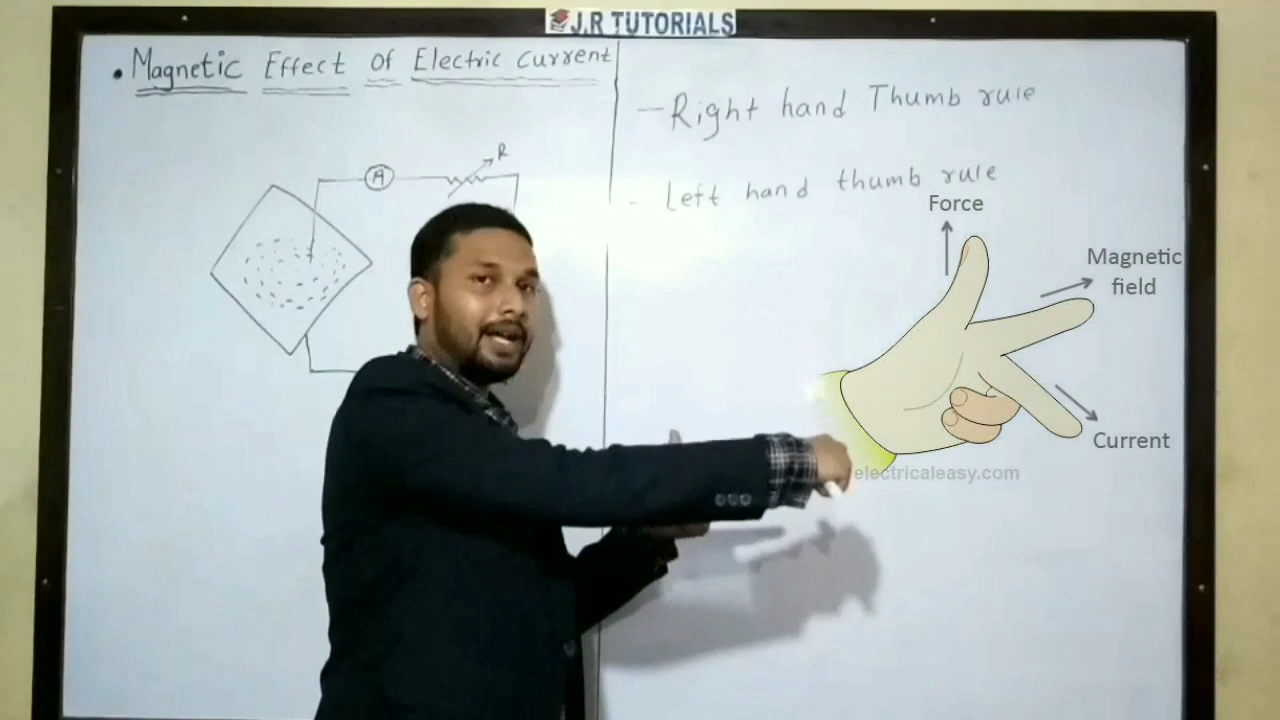 J.R TUTORIALS
• Magnetic Effect of Electric Current
A
R
- Right hand Thumb rule
- Left hand thumb rule
Force
Magnetic
field
Current
electricaleasy.com